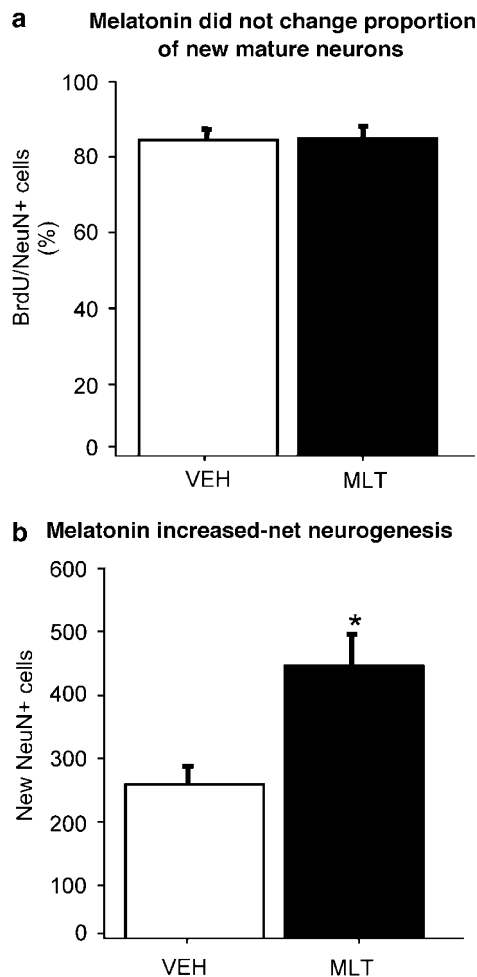 a Melatonin did not change proportion
of new mature neurons
100
80
60
40
20
0
BrdU/NeuN+ cells
(%)
VEH MLT
b Melatonin increased-net neurogenesis
600
500
400
300
200
100
0
New NeuN+ cells
*
VEH MLT